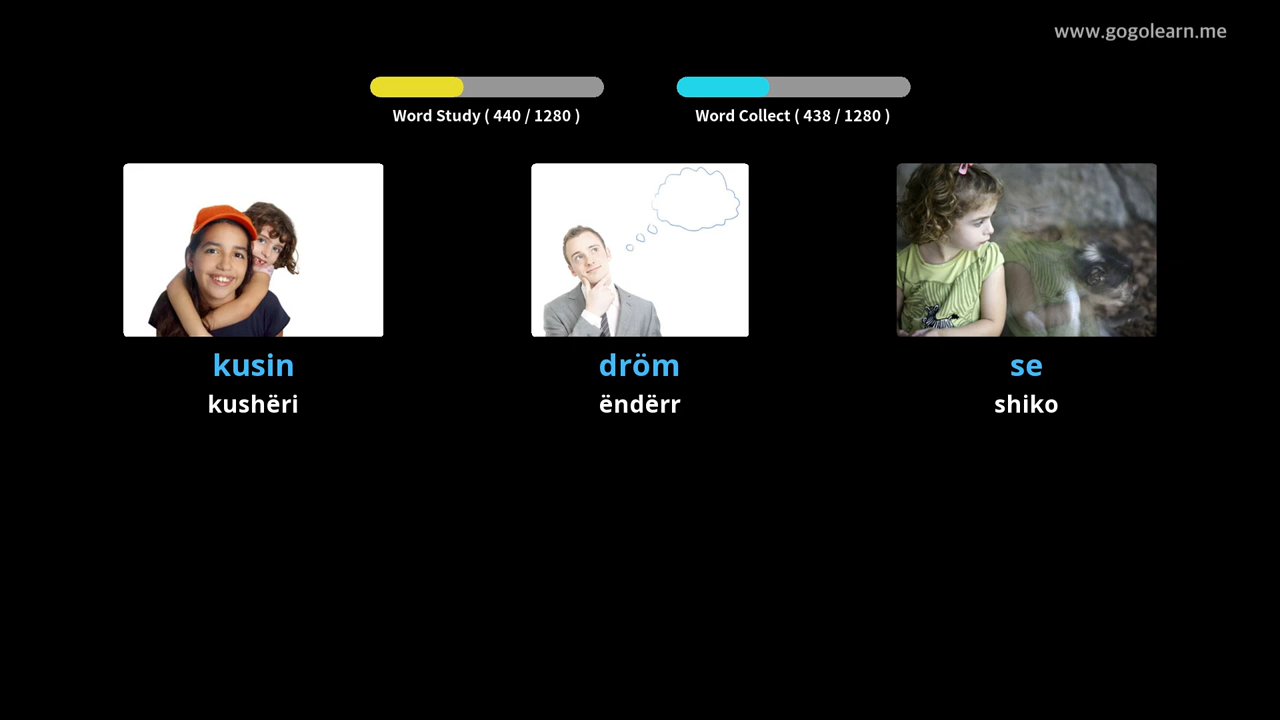 www.gogolearn.me
Word Study ( 440 / 1280 )
Word Collect ( 438 / 1280 )
kusin
kushëri
dröm
ëndërr
se
shiko